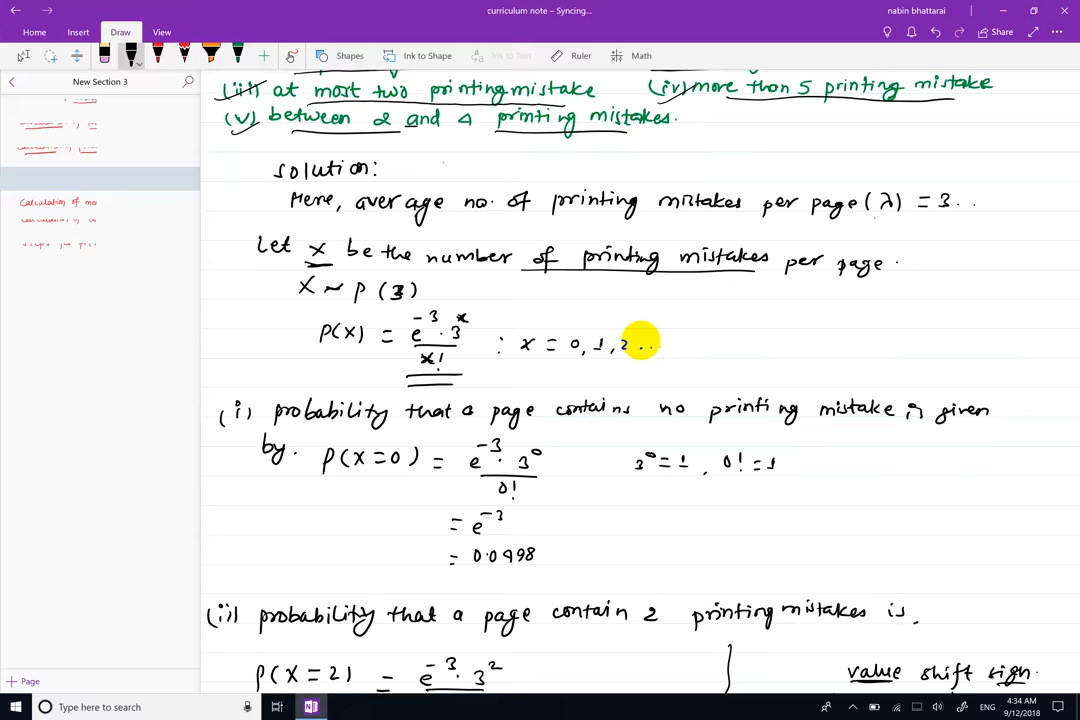 curriculum note - Syncing...
nabin bhattarai
Home Insert Draw View
Share
Shapes Ink to Shape Ink to Text Ruler Math
New Section 3
Calculation of me
Page
(iii) at most two printing mistake (iv) more than 5 printing mistake
(v) between 2 and 4 printing mistakes.
solution:
Here, average no. of printing mistakes per page (λ) = 3..
Let x be the number of printing mistakes per page.
X ~ P (3)
P(X) = e^-3 . 3^x / x! : x = 0, 1, 2 ..
(i) probability that a page contains no printing mistake is given
by. P(X=0) = e^-3 . 3^0 / 0! 3^0 = 1 , 0! = 1
= e^-3
= 0.0498
(ii) probability that a page contain 2 printing mistakes is.
P(X=2) = e^-3 . 3^2
value shift sign.
Type here to search
ENG
4:34 AM
9/12/2018